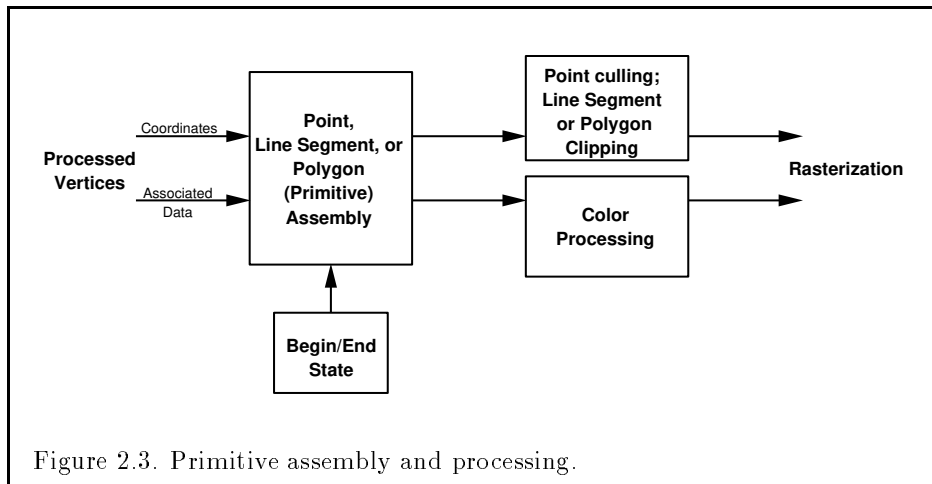 Processed
Vertices
Coordinates
Associated
Data
Point,
Line Segment, or
Polygon
(Primitive)
Assembly
Begin/End
State
Point culling;
Line Segment
or Polygon
Clipping
Color
Processing
Rasterization
Figure 2.3. Primitive assembly and processing.